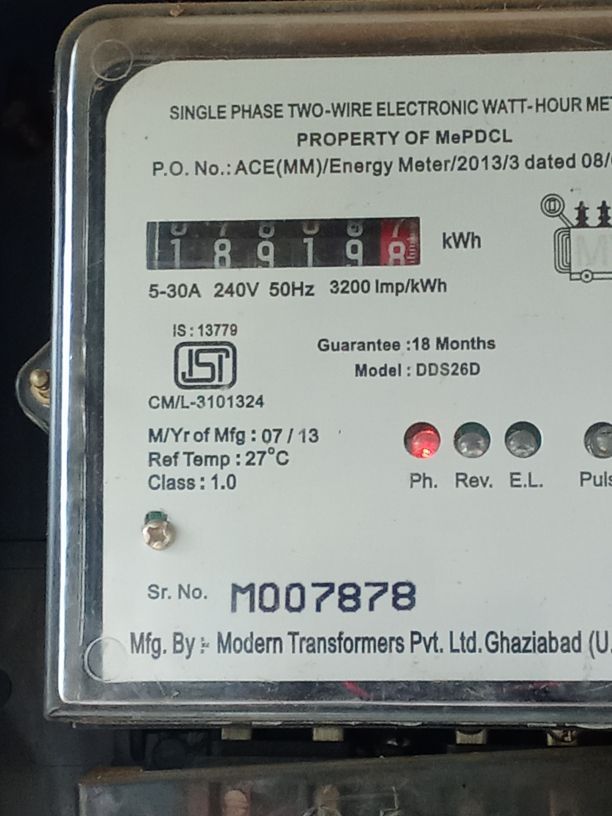 SINGLE PHASE TWO-WIRE ELECTRONIC WATT-HOUR
PROPERTY OF MePDCL
P.O. No.: ACE(MM)/Energy Meter/2013/3 dated 08/
189198 kWh
5-30A 240V 50Hz 3200 Imp/kWh
IS : 13779
ISI
CM/L-3101324
Guarantee :18 Months
Model : DDS26D
M/Yr of Mfg : 07 / 13
Ref Temp : 27°C
Class : 1.0
Ph. Rev. E.L.
Sr. No. M007878
Mfg. By :- Modern Transformers Pvt. Ltd. Ghaziabad (U.